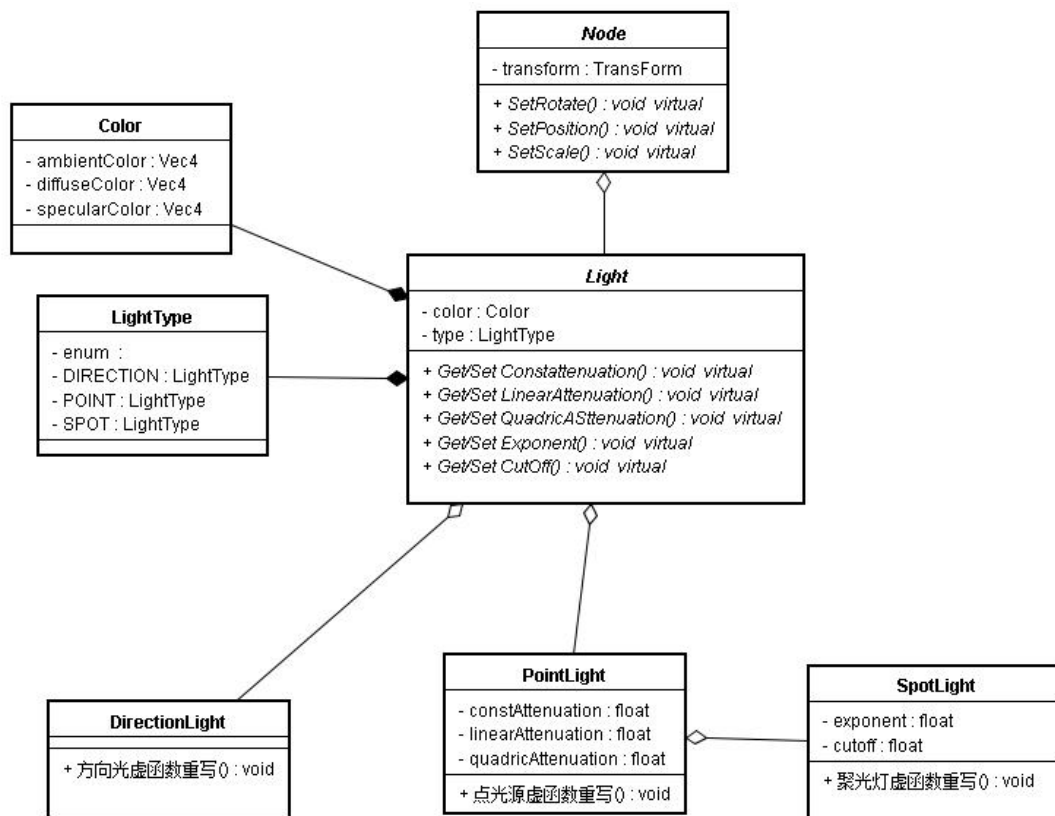 Node
- transform : TransForm
+ SetRotate() : void virtual
+ SetPosition() : void virtual
+ SetScale() : void virtual
Color
- ambientColor : Vec4
- diffuseColor : Vec4
- specularColor : Vec4
Light
- color : Color
- type : LightType
+ Get/Set Constattenuation() : void virtual
+ Get/Set LinearAttenuation() : void virtual
+ Get/Set QuadricASttenuation() : void virtual
+ Get/Set Exponent() : void virtual
+ Get/Set CutOff() : void virtual
LightType
- enum :
- DIRECTION : LightType
- POINT : LightType
- SPOT : LightType
DirectionLight
+ 方向光虚函数重写() : void
PointLight
- constAttenuation : float
- linearAttenuation : float
- quadricAttenuation : float
+ 点光源虚函数重写() : void
SpotLight
- exponent : float
- cutoff : float
+ 聚光灯虚函数重写() : void